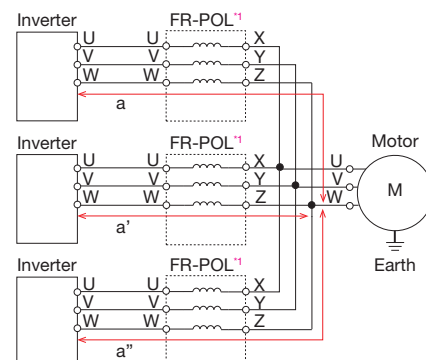 Inverter FR-POL*1
U U X
V V Y
W W Z
a
Inverter FR-POL*1 Motor
U U X U
V V Y V M
W W Z W
a'
Inverter FR-POL*1 Earth
U U X
V V Y
W W Z
a"